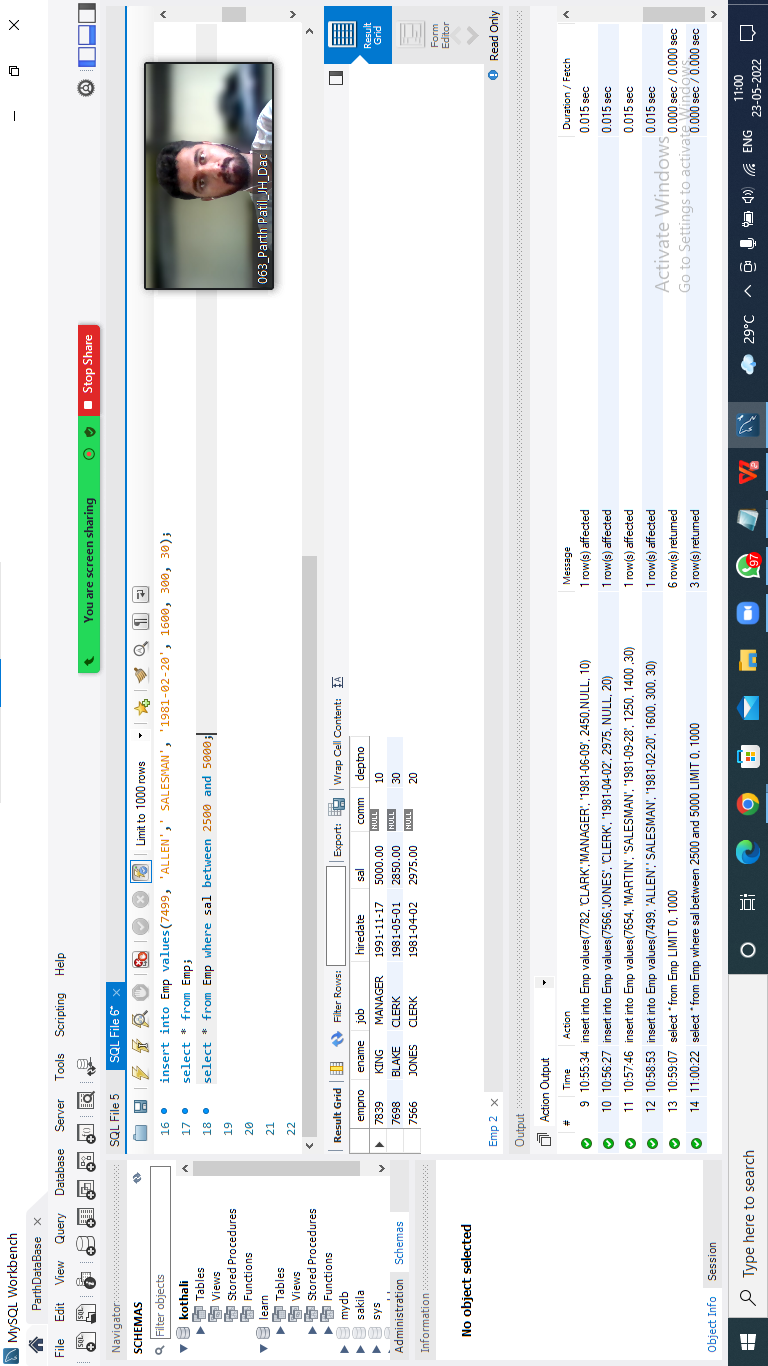 MySQL Workbench
ParthDataBase ×
File Edit View Query Database Server Tools Scripting Help
You are screen sharing
Stop Share
Navigator
SCHEMAS
Filter objects
kothali
Tables
Views
Stored Procedures
Functions
learn
Tables
Views
Stored Procedures
Functions
mydb
sakila
sys
Administration Schemas
Information
No object selected
Object Info Session
SQL File 5 SQL File 6* ×
Limit to 1000 rows
16 insert into Emp values(7499, 'ALLEN',' SALESMAN', '1981-02-20', 1600, 300, 30);
17 select * from Emp;
18 select * from Emp where sal between 2500 and 5000;
19
20
21
22
063_Parth Patil_JH_Dac
Result Grid Filter Rows: Export: Wrap Cell Content:
empno ename job hiredate sal comm deptno
7839 KING MANAGER 1991-11-17 5000.00 NULL 10
7698 BLAKE CLERK 1981-05-01 2850.00 NULL 30
7566 JONES CLERK 1981-04-02 2975.00 NULL 20
Result Grid
Form Editor
Emp 2 ×
Read Only
Output
Action Output
# Time Action Message Duration / Fetch
9 10:55:34 insert into Emp values(7782, 'CLARK','MANAGER', '1981-06-09', 2450,NULL, 10) 1 row(s) affected 0.015 sec
10 10:56:27 insert into Emp values(7566,'JONES', 'CLERK', '1981-04-02', 2975, NULL, 20) 1 row(s) affected 0.015 sec
11 10:57:46 insert into Emp values(7654, 'MARTIN', 'SALESMAN', '1981-09-28', 1250, 1400 ,30) 1 row(s) affected 0.015 sec
12 10:58:53 insert into Emp values(7499, 'ALLEN',' SALESMAN', '1981-02-20', 1600, 300, 30) 1 row(s) affected 0.015 sec
13 10:59:07 select * from Emp LIMIT 0, 1000 6 row(s) returned 0.000 sec / 0.000 sec
14 11:00:22 select * from Emp where sal between 2500 and 5000 LIMIT 0, 1000 3 row(s) returned 0.000 sec / 0.000 sec
Activate Windows
Go to Settings to activate Windows.
Type here to search
97
29°C
ENG
11:00
23-05-2022